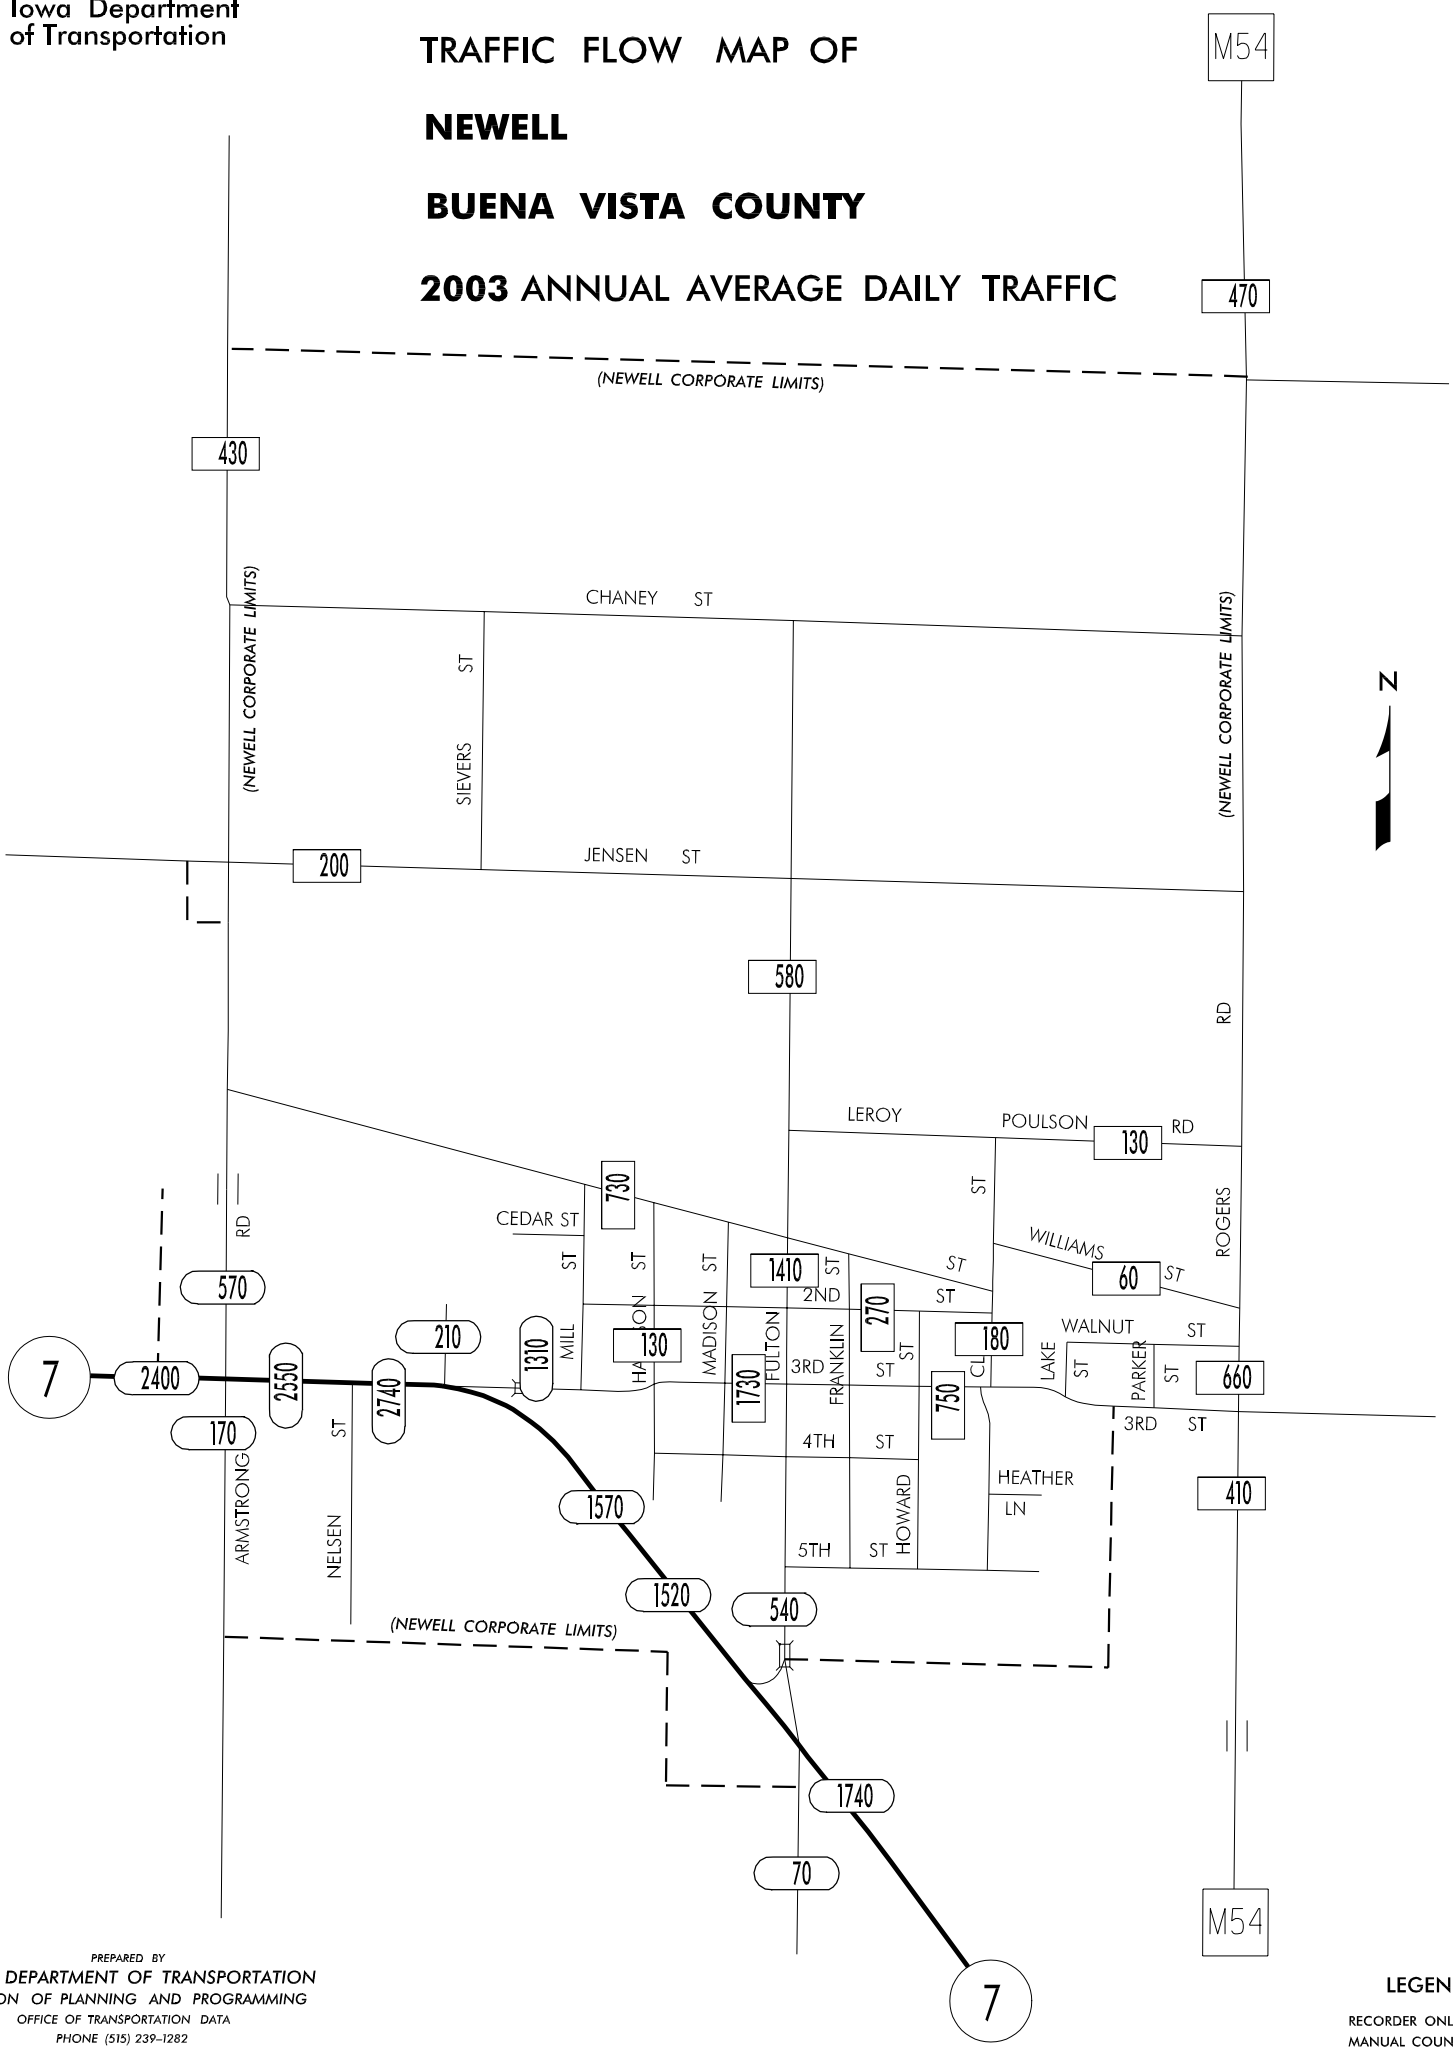 Iowa Department
of Transportation
TRAFFIC FLOW MAP OF
NEWELL
BUENA VISTA COUNTY
2003 ANNUAL AVERAGE DAILY TRAFFIC
M54
470
(NEWELL CORPORATE LIMITS)
430
(NEWELL CORPORATE LIMITS)
CHANEY ST
(NEWELL CORPORATE LIMITS)
SIEVERS ST
N
200
JENSEN ST
580
ROGERS RD
LEROY POULSON RD
130
730
CEDAR ST
ST
WILLIAMS ST
60
570
1410
2ND ST
270
210
1310
MILL ST
ST
130
MADISON ST
FULTON
1730
3RD ST
FRANKLIN ST
180
750
WALNUT ST
LAKE ST
PARKER ST
660
3RD ST
7
2400
2550
2740
170
ARMSTRONG RD
NELSEN ST
4TH ST
HOWARD ST
HEATHER
LN
410
1570
5TH ST
1520
540
(NEWELL CORPORATE LIMITS)
1740
70
M54
7
PREPARED BY
DEPARTMENT OF TRANSPORTATION
ON OF PLANNING AND PROGRAMMING
OFFICE OF TRANSPORTATION DATA
PHONE (515) 239-1282
LEGEN
RECORDER ONL
MANUAL COUN